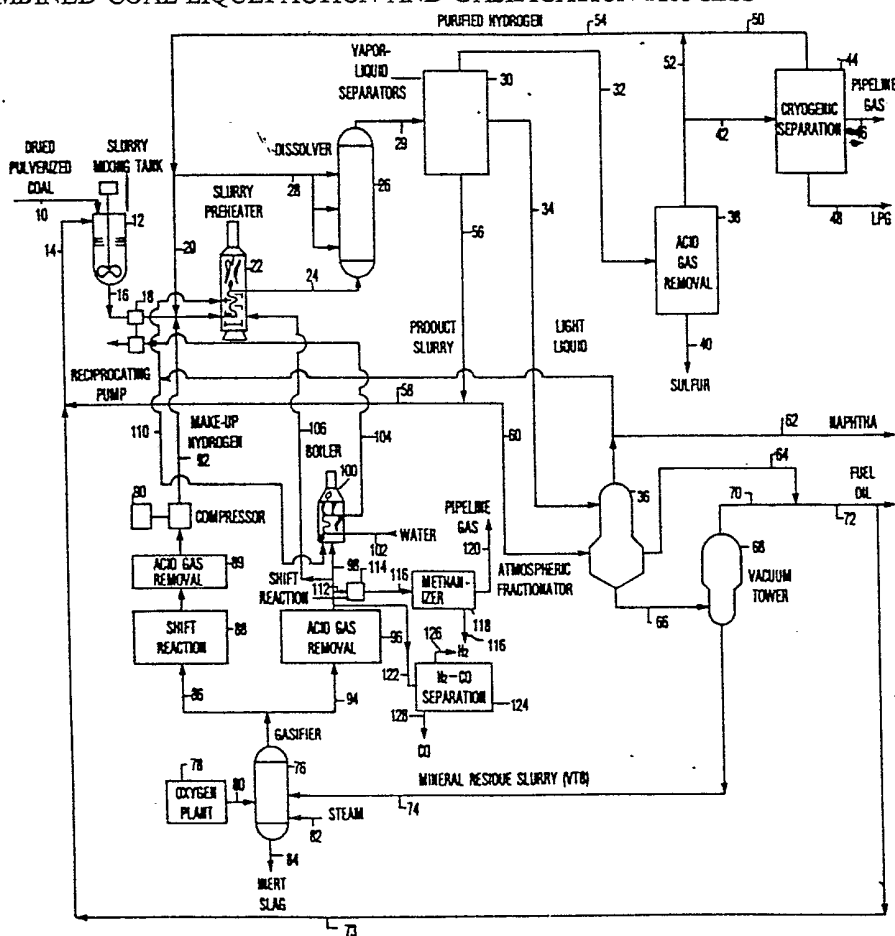 PURIFIED HYDROGEN
54
50
VAPOR-
LIQUID
SEPARATORS
30
32
52
44
PIPELINE
GAS
CRYOGENIC
SEPARATION
46
42
48
LPG
DRIED
PULVERIZED
COAL
SLURRY
MIXING TANK
10
12
14
16
18
DISSOLVER
29
26
28
SLURRY
PREHEATER
20
22
24
34
56
38
ACID
GAS
REMOVAL
40
SULFUR
PRODUCT
SLURRY
LIGHT
LIQUID
RECIPROCATING
PUMP
58
110
MAKE-UP
HYDROGEN
92
106
BOILER
104
100
60
62
NAPHTHA
64
36
70
FUEL
OIL
72
68
VACUUM
TOWER
66
ATMOSPHERIC
FRACTIONATOR
90
COMPRESSOR
WATER
102
PIPELINE
GAS
120
98
114
SHIFT
REACTION
112
116
METHAN-
IZER
118
116
ACID GAS
REMOVAL
89
SHIFT
REACTION
88
ACID GAS
REMOVAL
96
126
H₂
122
H₂-CO
SEPARATION
124
128
CO
86
94
GASIFIER
76
78
OXYGEN
PLANT
80
MINERAL RESIDUE SLURRY (VTB)
74
STEAM
82
84
INERT
SLAG
73